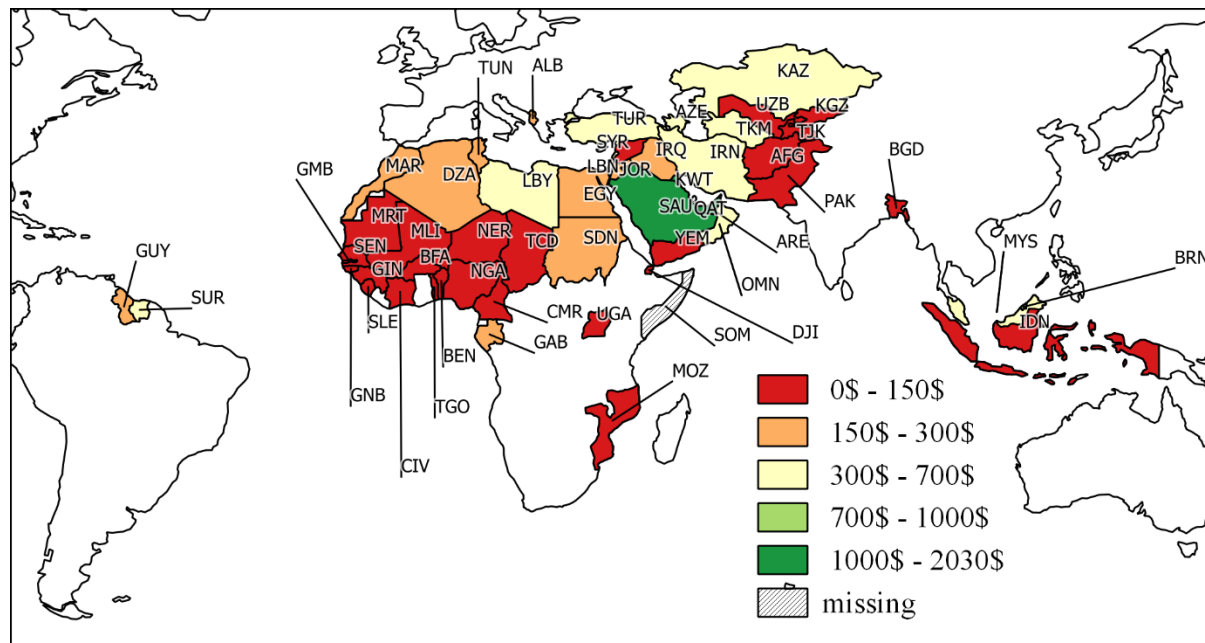 TUN
ALB
KAZ
UZB
KGZ
AZE
TUR
TKM
TJK
SYR
IRQ
IRN
AFG
BGD
GMB
MAR
DZA
LBN
JOR
LBY
EGY
KWT
PAK
MRT
SAU
QAT
MLI
NER
TCD
SDN
YEM
ARE
SEN
BFA
GIN
NGA
MYS
GUY
BRN
OMN
SUR
SLE
CMR
UGA
IDN
GAB
SOM
DJI
BEN
MOZ
GNB
TGO
CIV
0$ - 150$
150$ - 300$
300$ - 700$
700$ - 1000$
1000$ - 2030$
missing